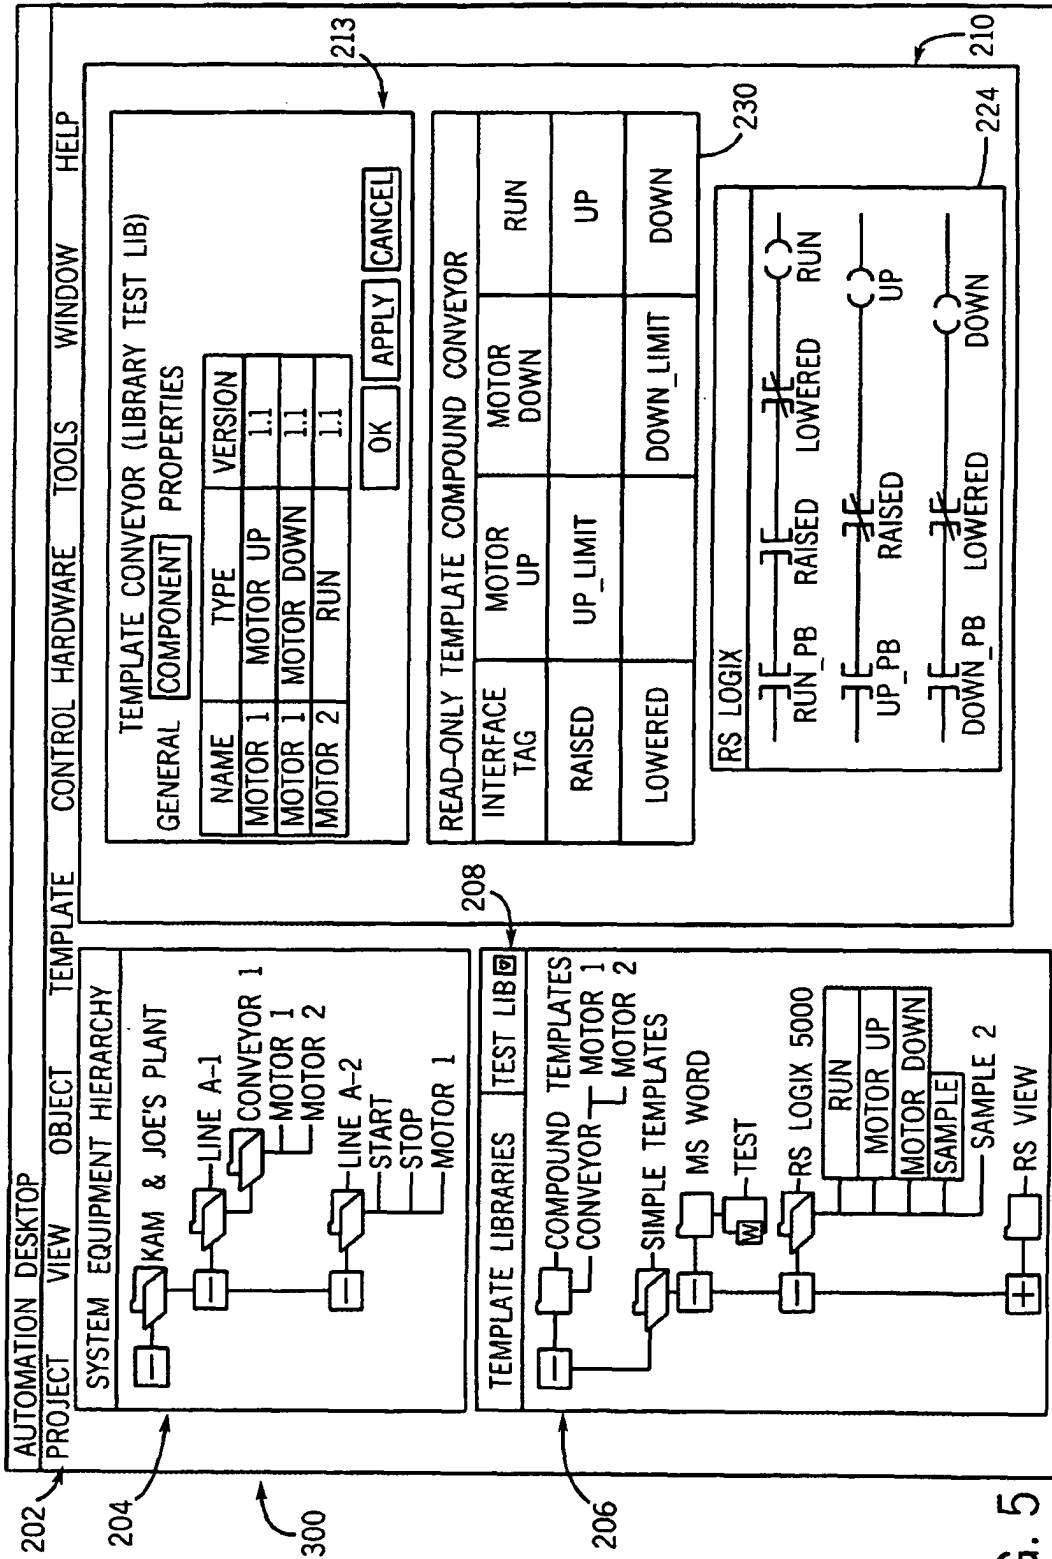 202
AUTOMATION DESKTOP
PROJECT VIEW OBJECT TEMPLATE CONTROL HARDWARE TOOLS WINDOW HELP
204
300
SYSTEM EQUIPMENT HIERARCHY
KAM & JOE'S PLANT
LINE A-1
CONVEYOR 1
MOTOR 1
MOTOR 2
LINE A-2
START
STOP
MOTOR 1
206
208
TEMPLATE LIBRARIES TEST LIB
COMPOUND TEMPLATES
CONVEYOR MOTOR 1
MOTOR 2
SIMPLE TEMPLATES
MS WORD
W TEST
RS LOGIX 5000
RUN
MOTOR UP
MOTOR DOWN
SAMPLE
SAMPLE 2
RS VIEW
213
TEMPLATE CONVEYOR (LIBRARY TEST LIB)
GENERAL COMPONENT PROPERTIES
NAME TYPE VERSION
MOTOR 1 MOTOR UP 1.1
MOTOR 1 MOTOR DOWN 1.1
MOTOR 2 RUN 1.1
OK APPLY CANCEL
READ-ONLY TEMPLATE COMPOUND CONVEYOR
INTERFACE TAG MOTOR UP MOTOR DOWN RUN
RAISED UP_LIMIT UP
LOWERED DOWN_LIMIT DOWN
230
RS LOGIX
RUN_PB RAISED LOWERED RUN
UP_PB RAISED UP
DOWN_PB LOWERED DOWN
224
210
G. 5